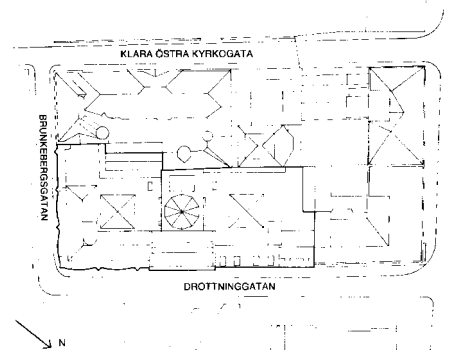 KLARA ÖSTRA KYRKOGATA
BRUNKEBERGSGATAN
DROTTNINGGATAN
N